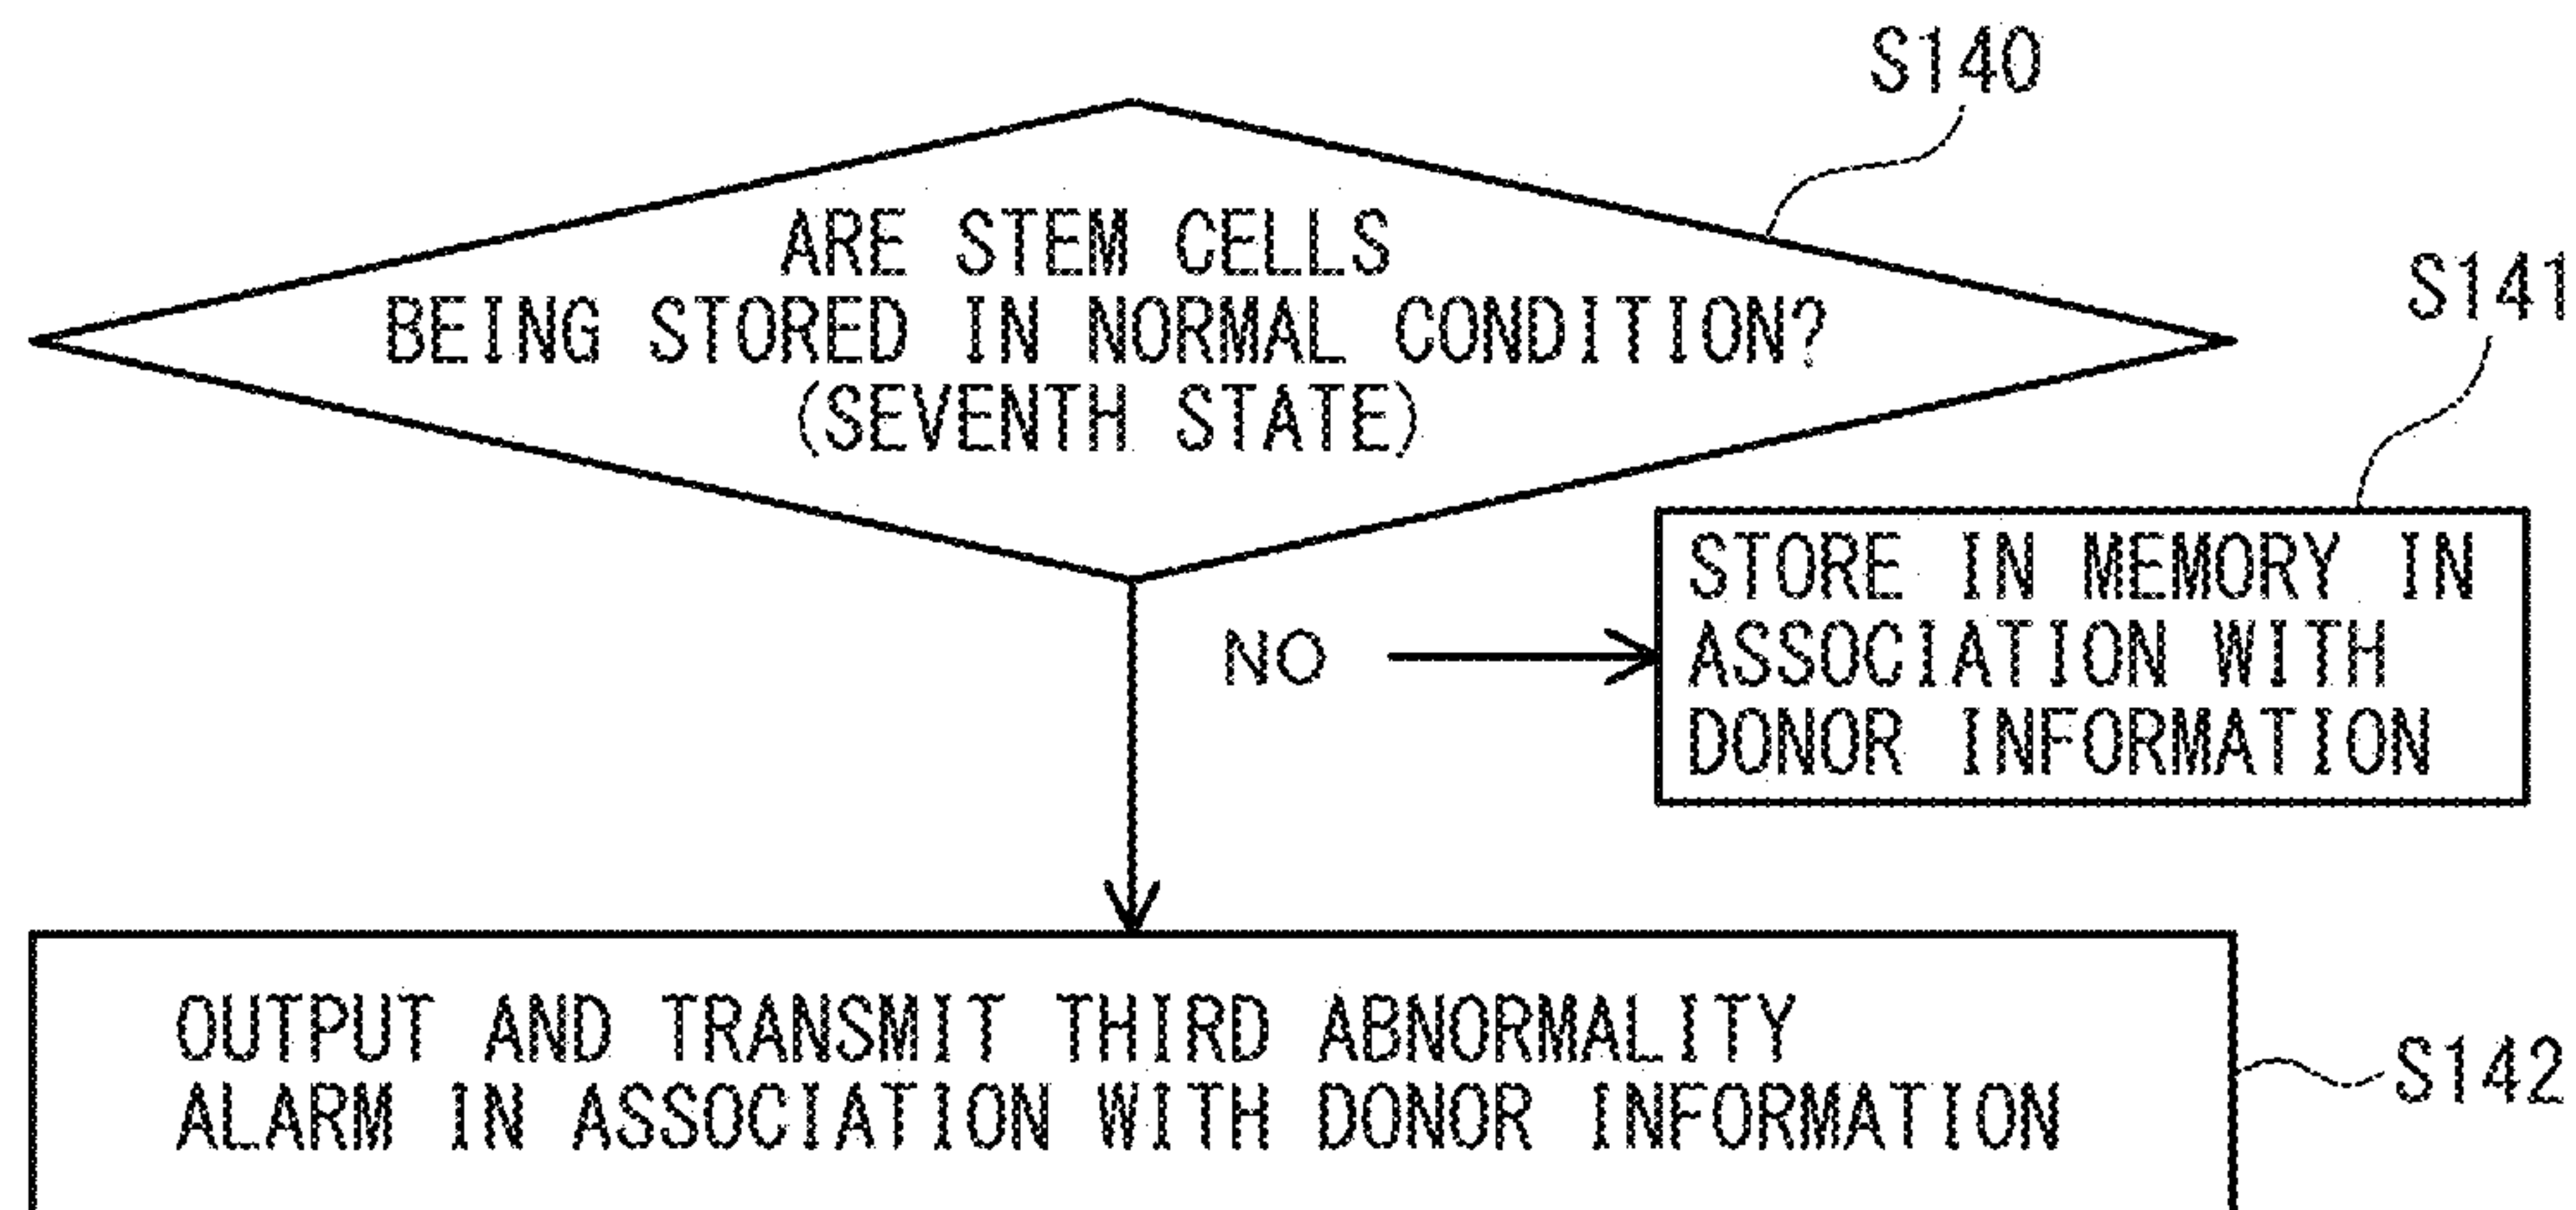 S140
ARE STEM CELLS
BEING STORED IN NORMAL CONDITION?
(SEVENTH STATE)
S141
STORE IN MEMORY IN
ASSOCIATION WITH
DONOR INFORMATION
NO
OUTPUT AND TRANSMIT THIRD ABNORMALITY
ALARM IN ASSOCIATION WITH DONOR INFORMATION
S142